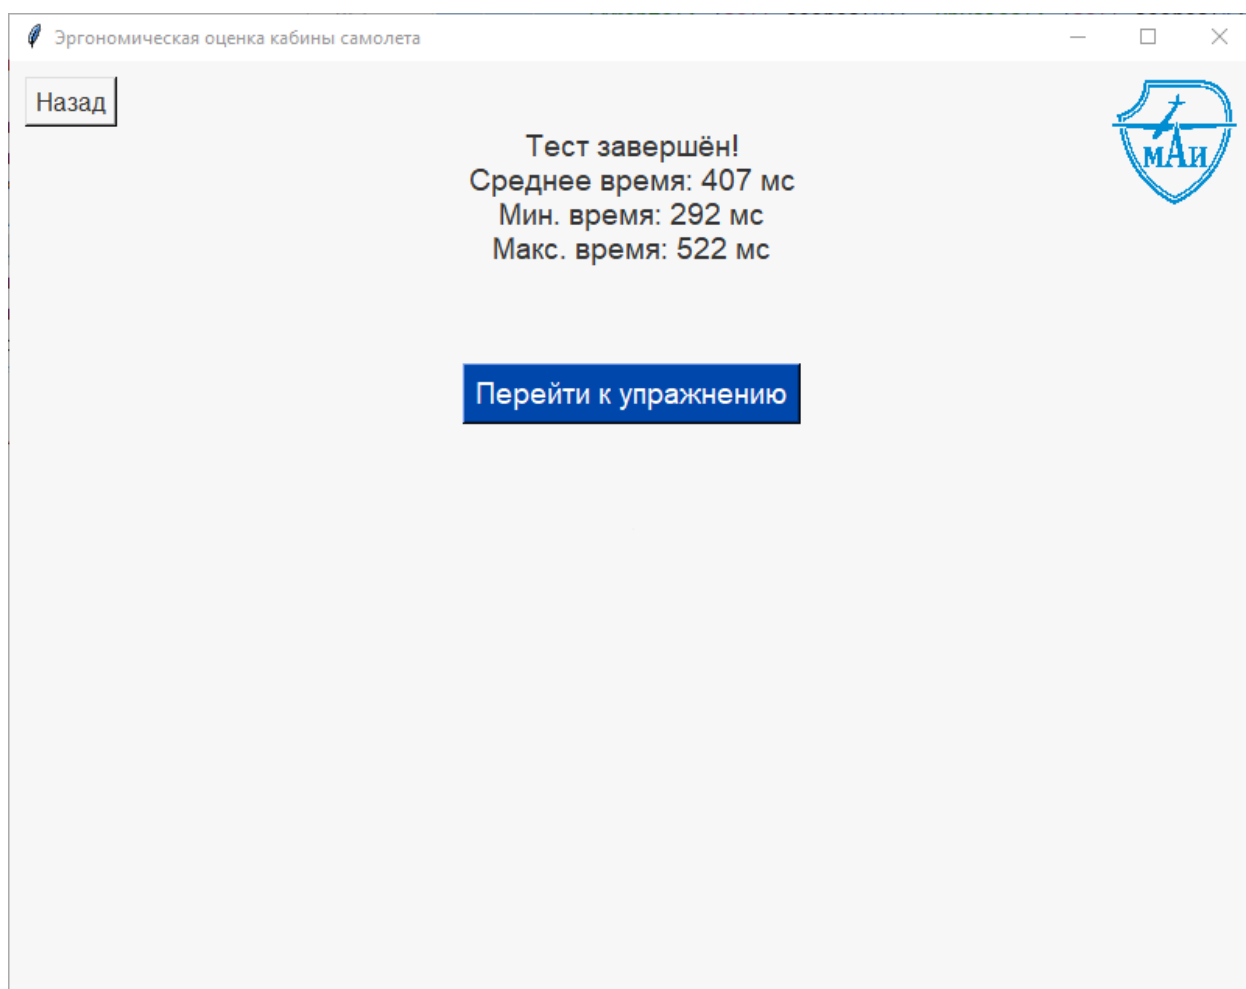 Эргономическая оценка кабины самолета
Назад
МАИ
Тест завершён!
Среднее время: 407 мс
Мин. время: 292 мс
Макс. время: 522 мс
Перейти к упражнению